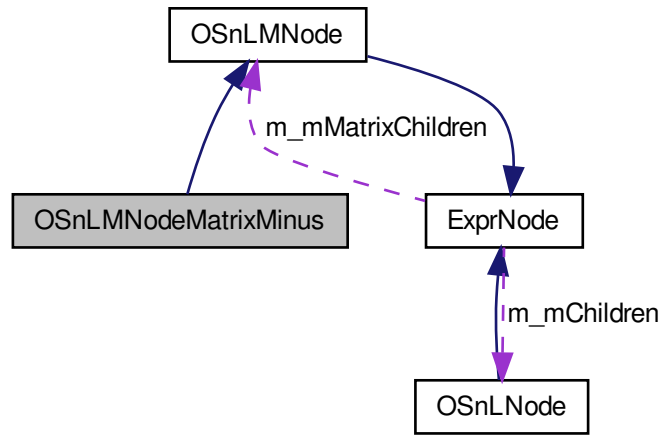 OSnLMNode
m_mMatrixChildren
OSnLMNodeMatrixMinus
ExprNode
m_mChildren
OSnLNode